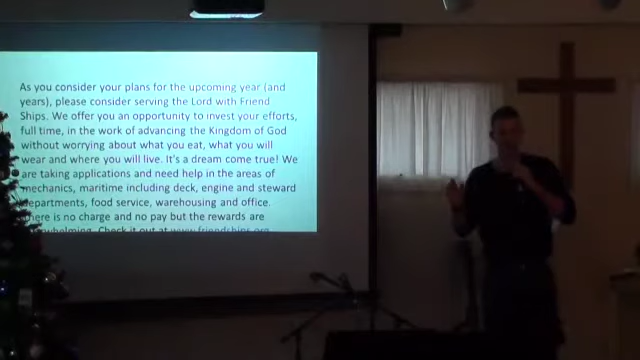 As you consider your plans for the upcoming year (and
years), please consider serving the Lord with Friend
Ships. We offer you an opportunity to invest your efforts,
full time, in the work of advancing the Kingdom of God
without worrying about what you eat, what you will
wear and where you will live. It's a dream come true! We
are taking applications and need help in the areas of
mechanics, maritime including deck, engine and steward
departments, food service, warehousing and office.
There is no charge and no pay but the rewards are
overwhelming. Check it out at www.friendships.org